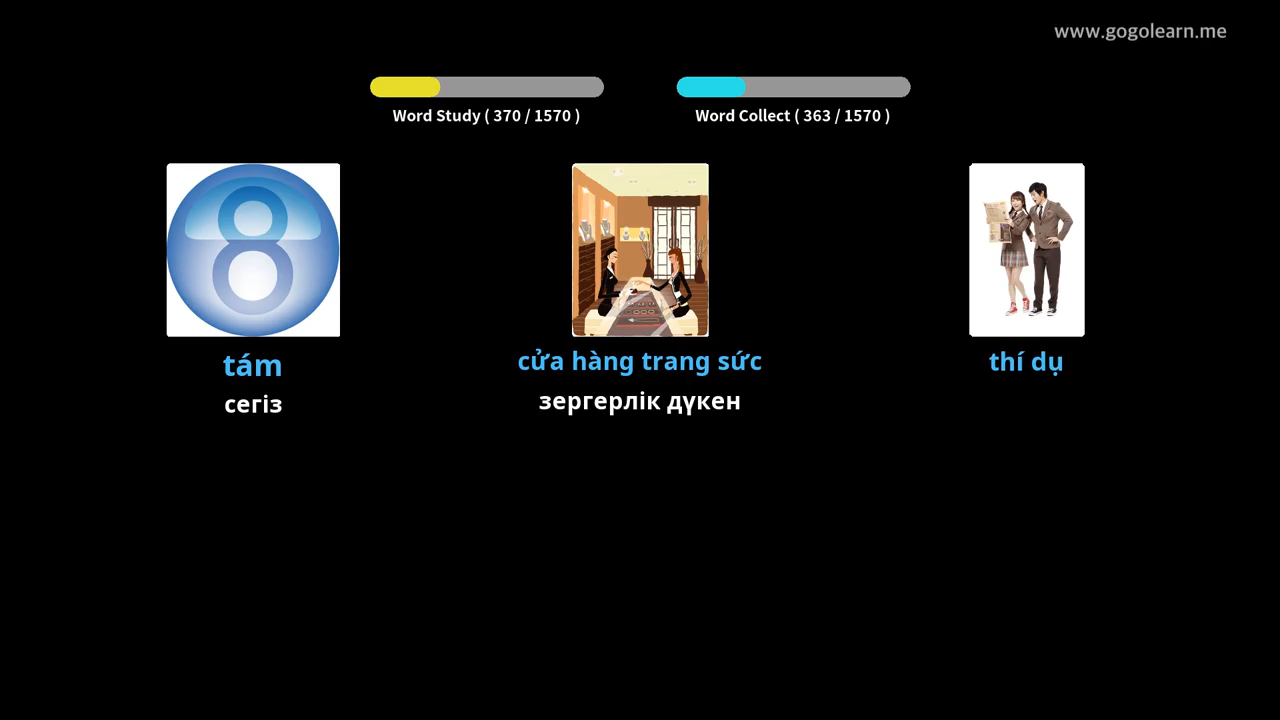 www.gogolearn.me
Word Study ( 370 / 1570 )
Word Collect ( 363 / 1570 )
8
tám
сегіз
cửa hàng trang sức
зергерлік дүкен
thí dụ